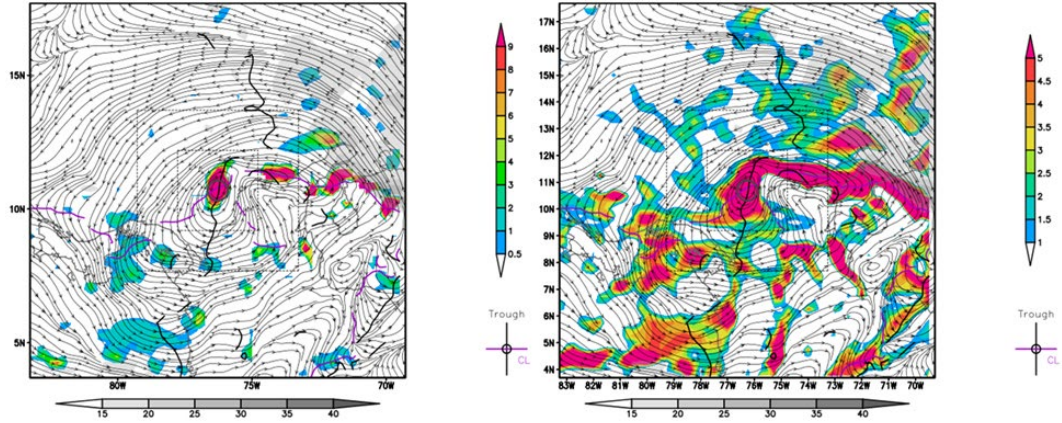 15N
10N
5N
80W
75W
70W
15
20
25
30
35
40
9
8
7
6
5
4
3
2
1
0.5
Trough
CL
17N
16N
15N
14N
13N
12N
11N
10N
9N
8N
7N
6N
5N
4N
83W
82W
81W
80W
79W
78W
77W
76W
75W
74W
73W
72W
71W
70W
15
20
25
30
35
40
5
4.5
4
3.5
3
2.5
2
1.5
1
Trough
CL